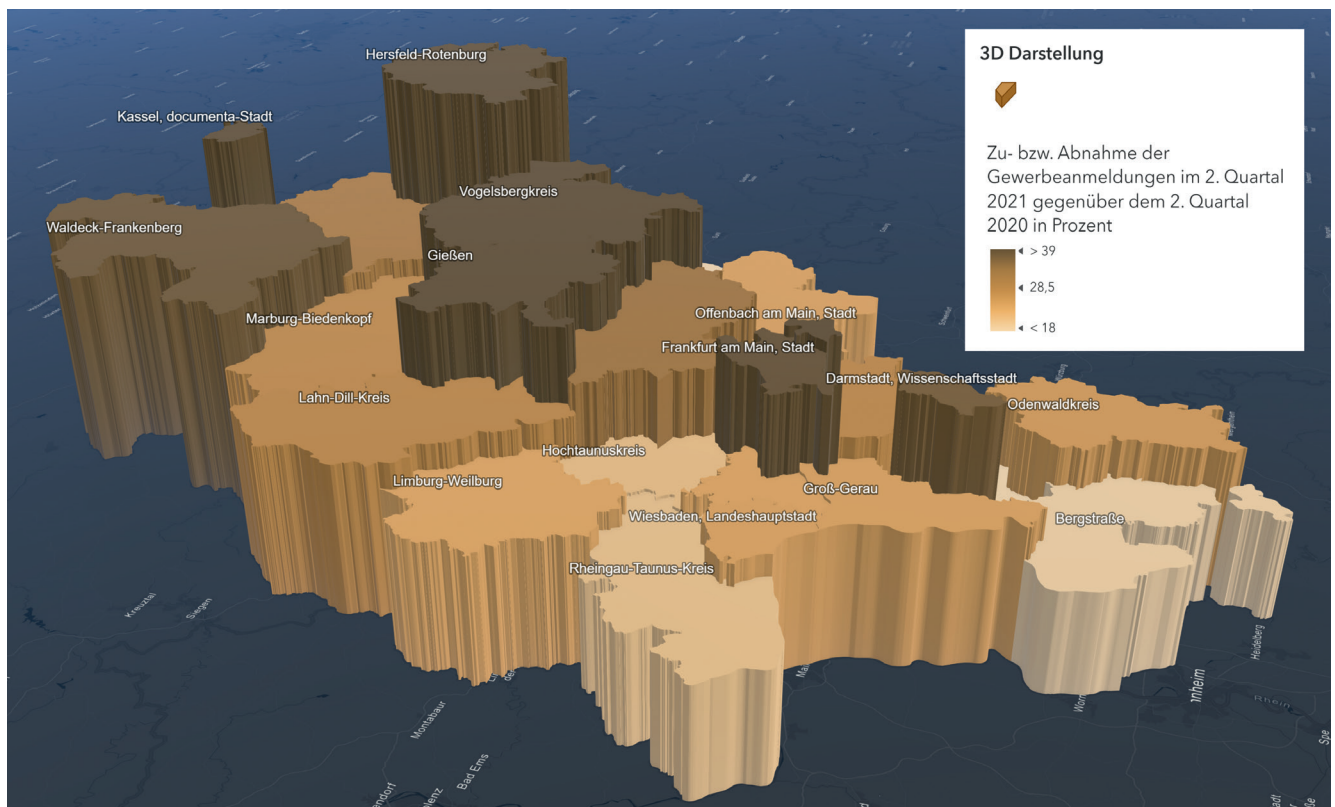 Hersfeld-Rotenburg
Kassel, documenta-Stadt
Vogelsbergkreis
Waldeck-Frankenberg
Gießen
Marburg-Biedenkopf
Offenbach am Main, Stadt
Frankfurt am Main, Stadt
Darmstadt, Wissenschaftsstadt
Lahn-Dill-Kreis
Odenwaldkreis
Hochtaunuskreis
Limburg-Weilburg
Groß-Gerau
Wiesbaden, Landeshauptstadt
Bergstraße
Rheingau-Taunus-Kreis
3D Darstellung
Zu- bzw. Abnahme der
Gewerbeanmeldungen im 2. Quartal
2021 gegenüber dem 2. Quartal
2020 in Prozent
> 39
28,5
< 18
Kreuztal
Siegen
Montabaur
Bad Ems
Heidelberg
Rhein